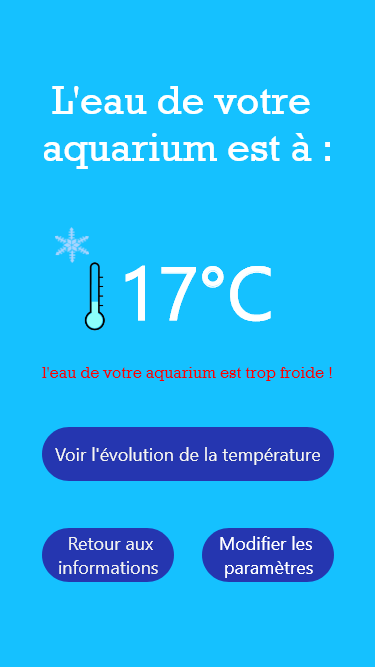 L'eau de votre
aquarium est à :
17°C
l'eau de votre aquarium est trop froide !
Voir l'évolution de la température
Retour aux
informations
Modifier les
paramètres